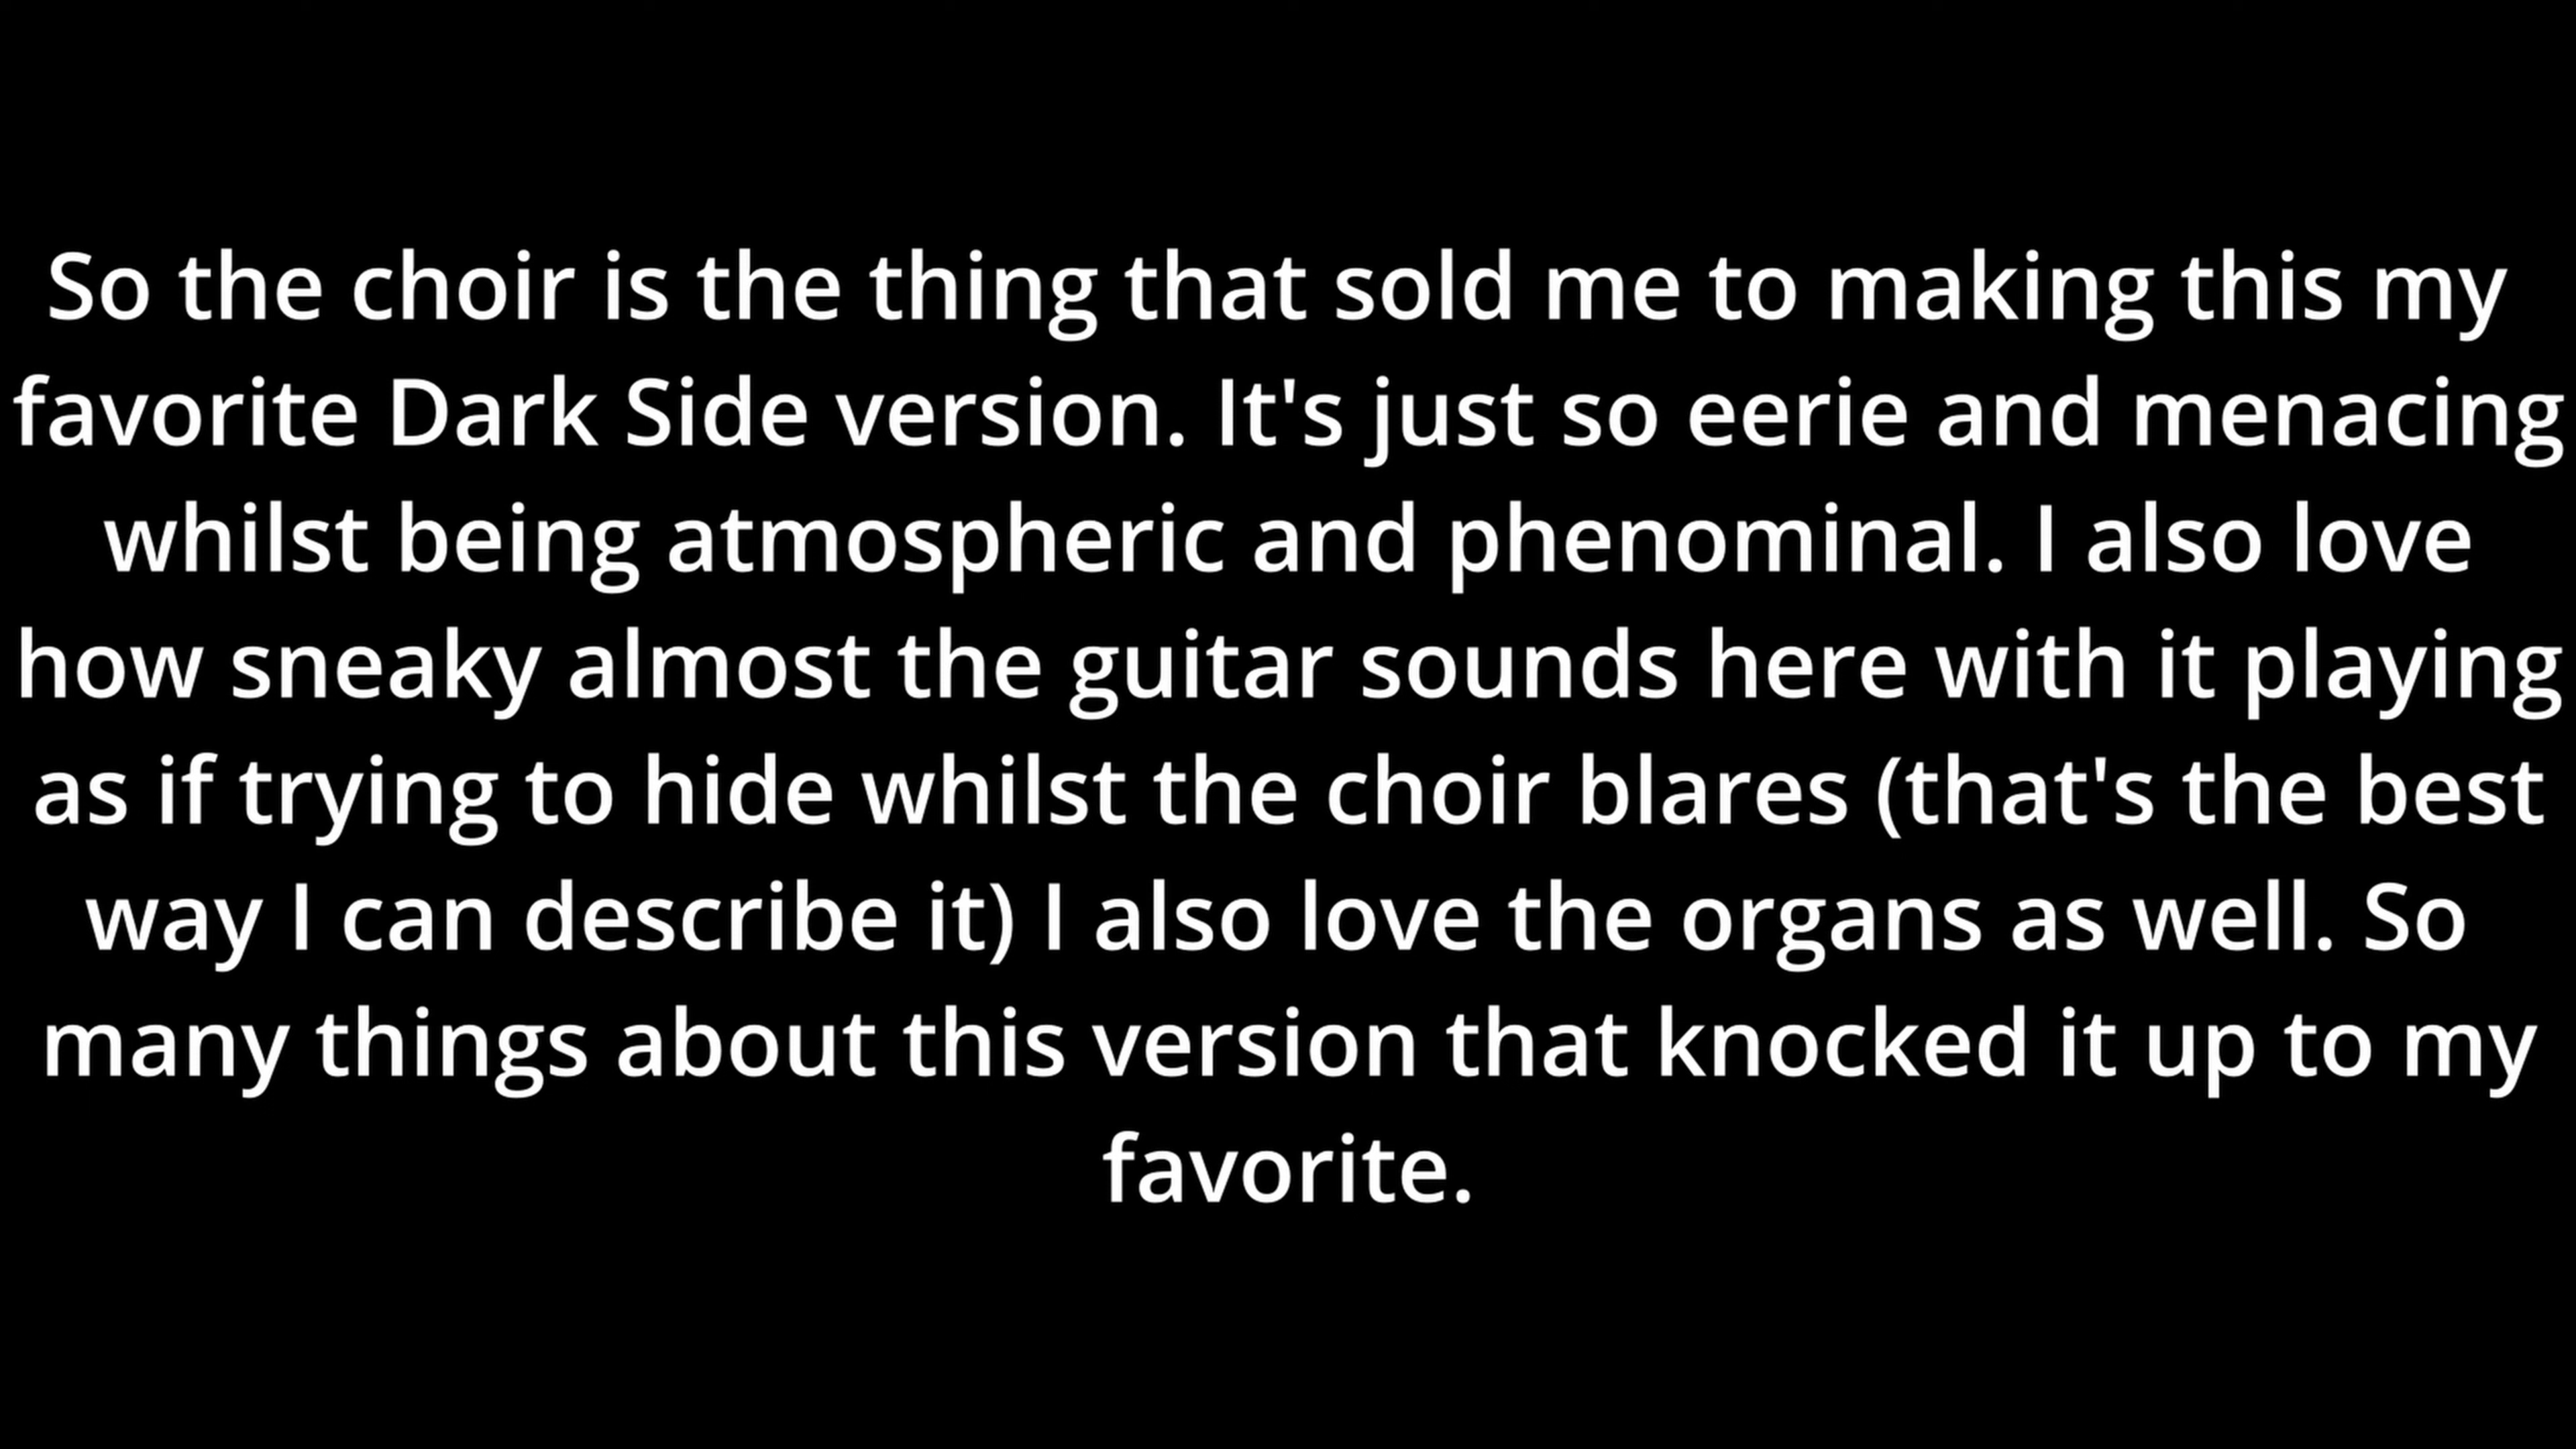 So the choir is the thing that sold me to making this my
favorite Dark Side version. It's just so eerie and menacing
whilst being atmospheric and phenominal. I also love
how sneaky almost the guitar sounds here with it playing
as if trying to hide whilst the choir blares (that's the best
way I can describe it) I also love the organs as well. So
many things about this version that knocked it up to my
favorite.